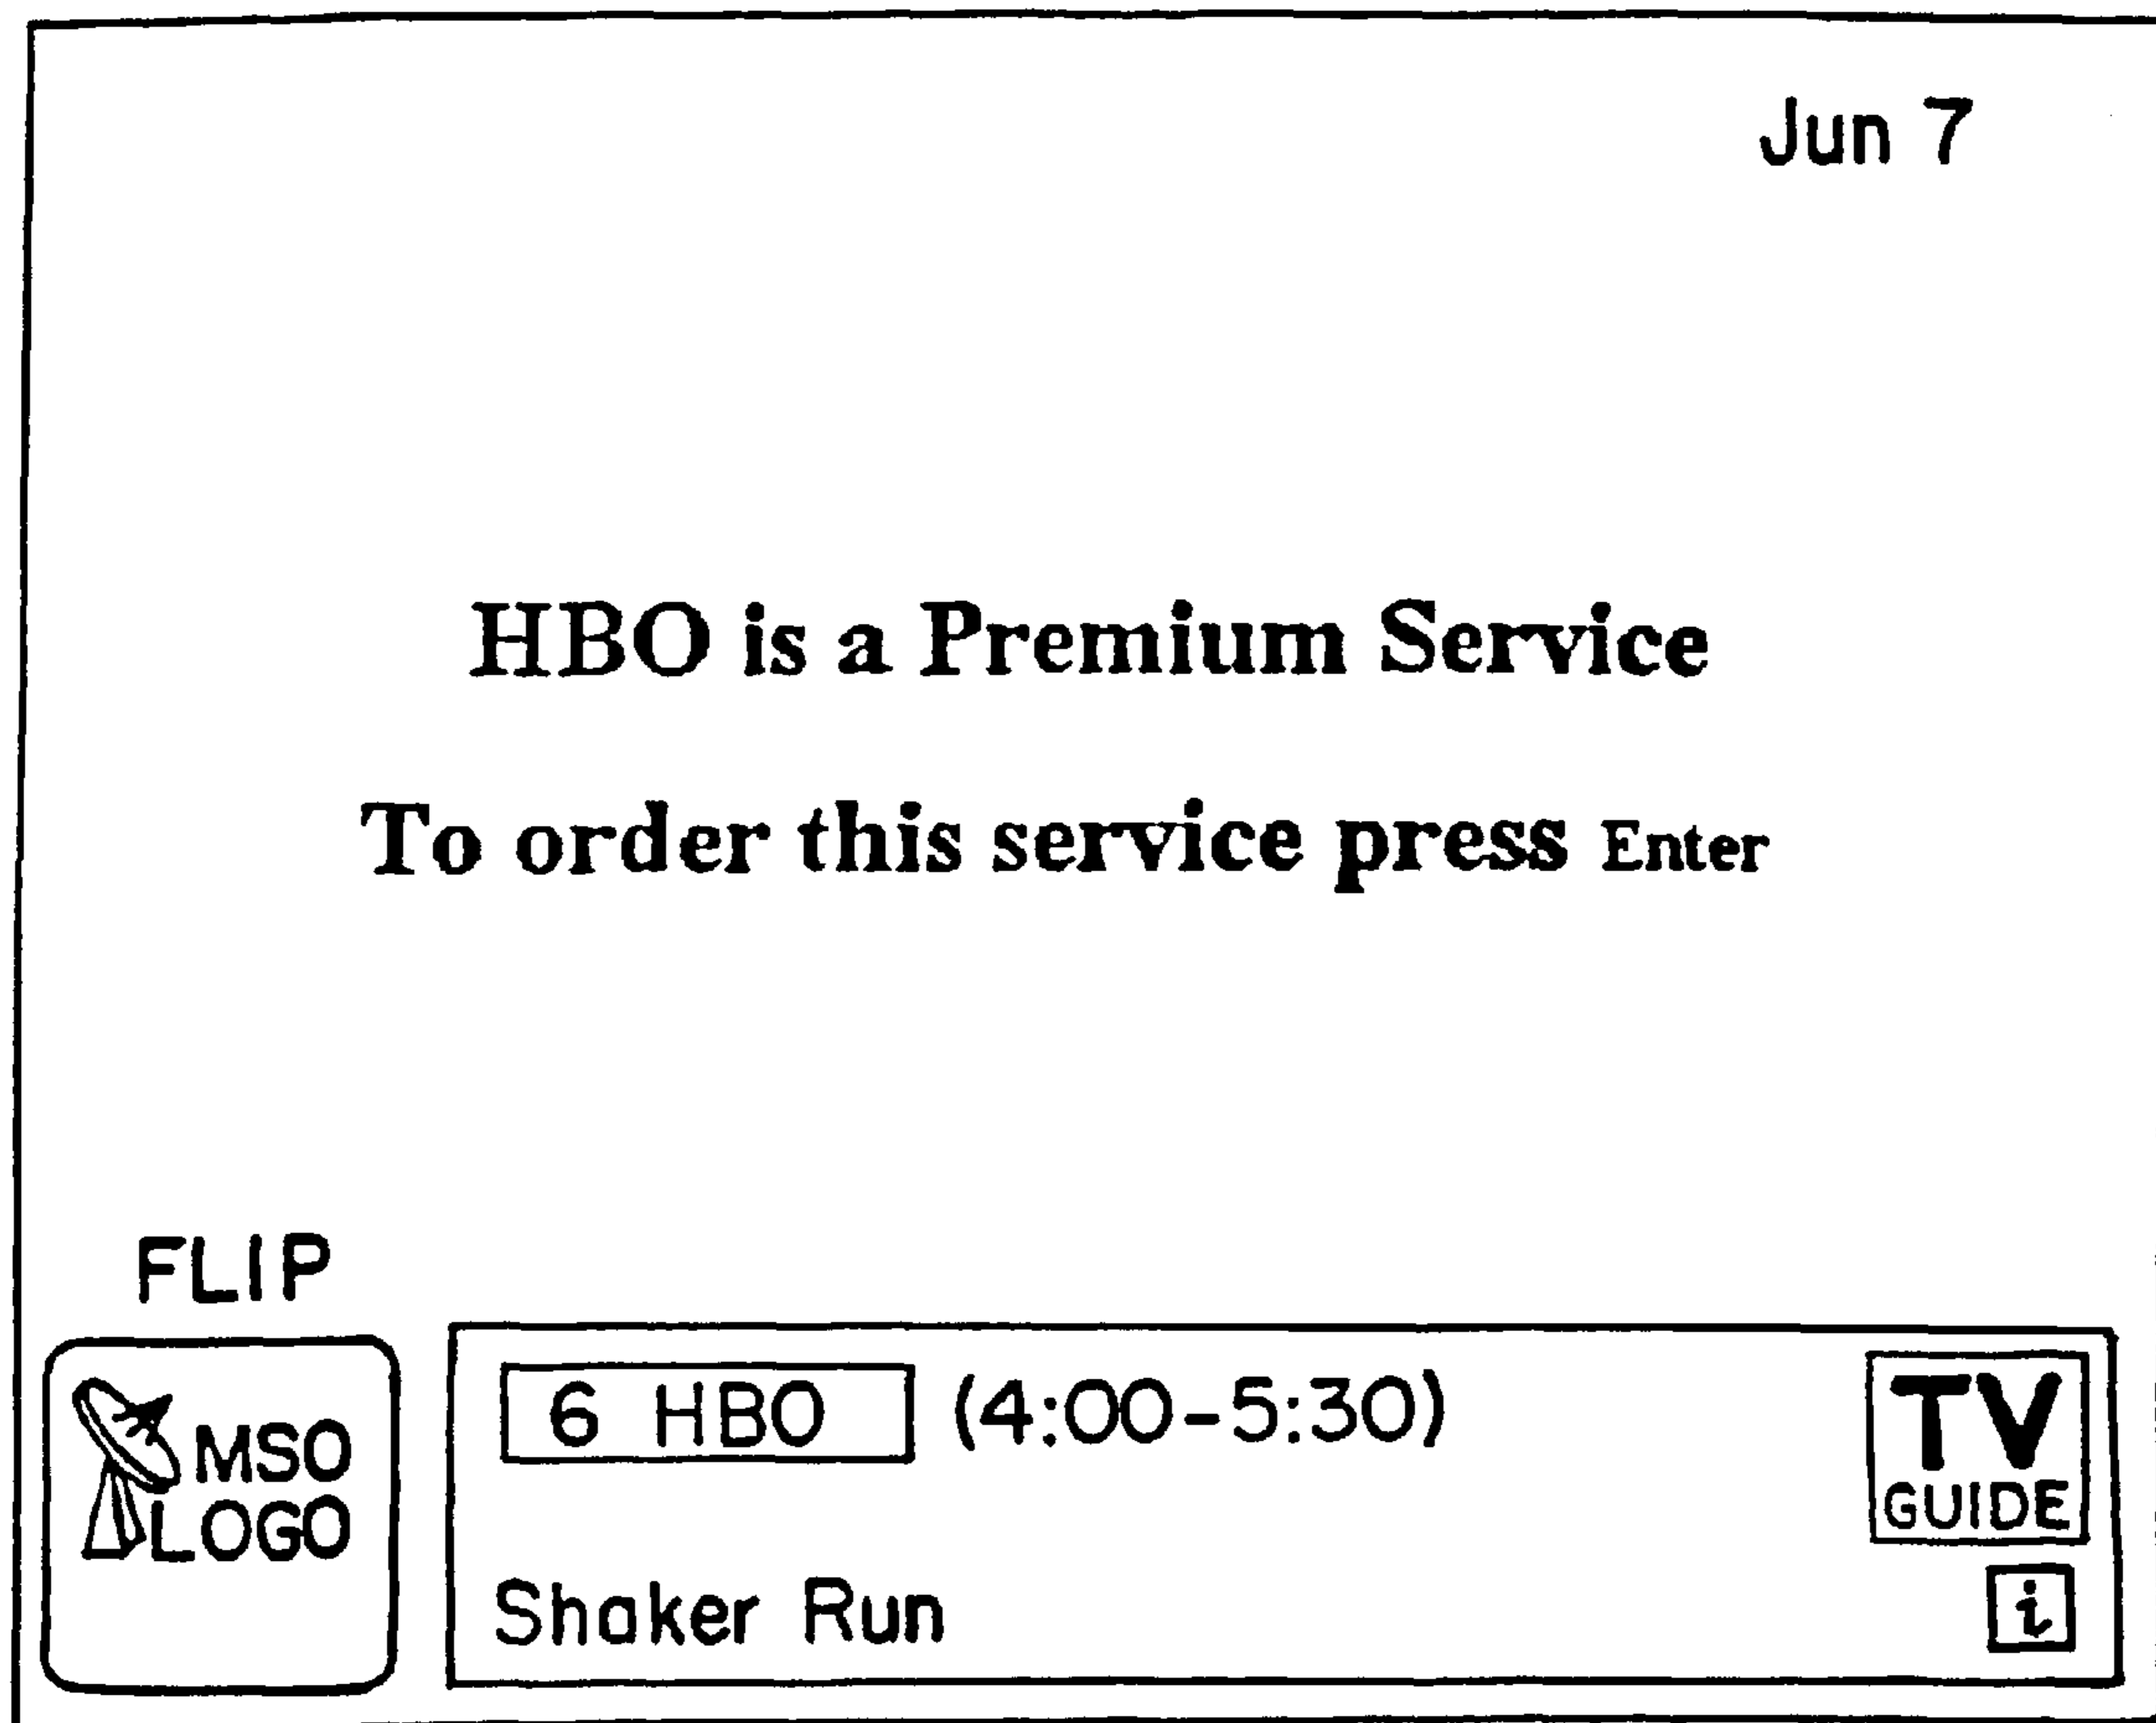 Jun 7
HBO is a Premium Service
To order this service press Enter
FLIP
MSO
LOGO
6 HBO (4:00-5:30)
TV
GUIDE
Shaker Run
i